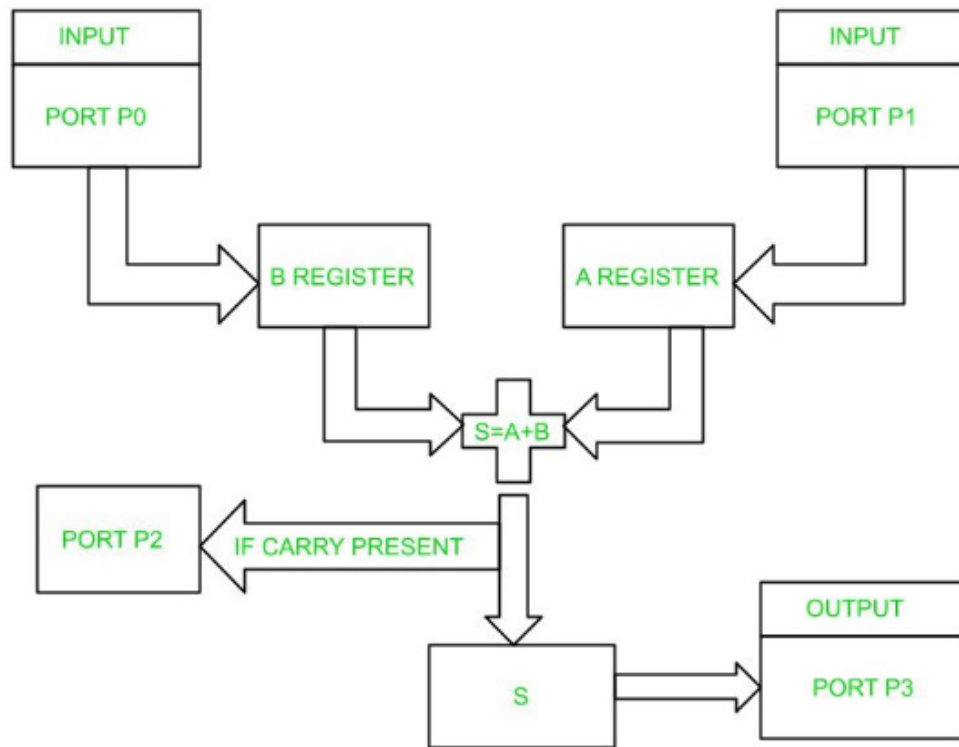 INPUT
PORT P0
INPUT
PORT P1
B REGISTER
A REGISTER
S=A+B
PORT P2
IF CARRY PRESENT
S
OUTPUT
PORT P3